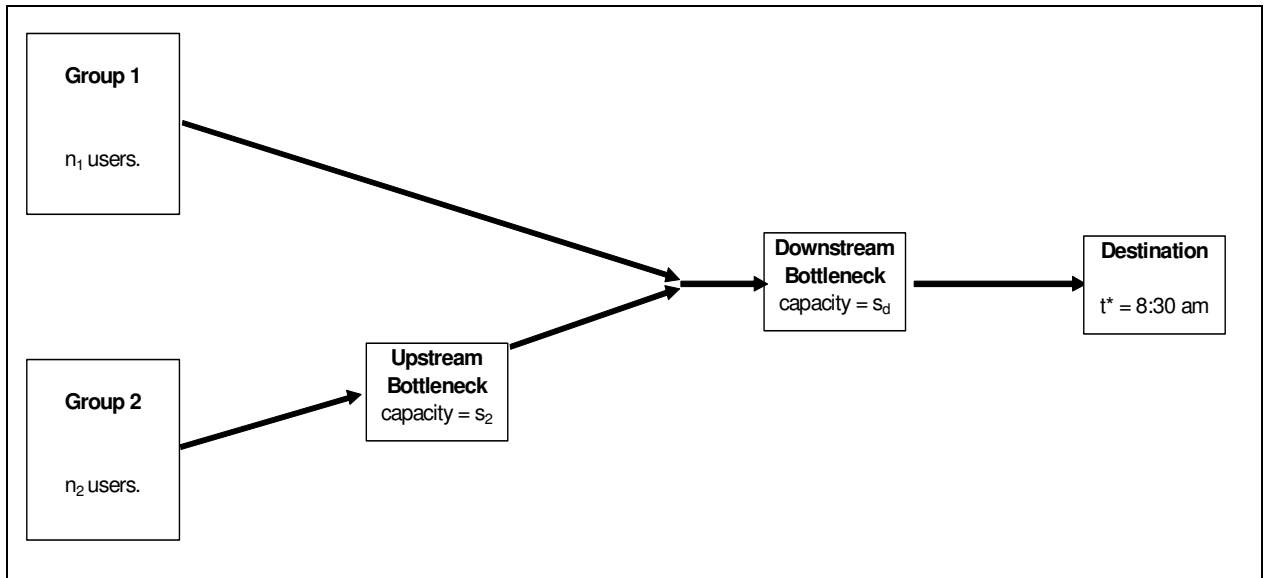 Group 1
n₁ users.
Downstream
Bottleneck
capacity = s_d
Destination
t* = 8:30 am
Upstream
Bottleneck
capacity = s₂
Group 2
n₂ users.